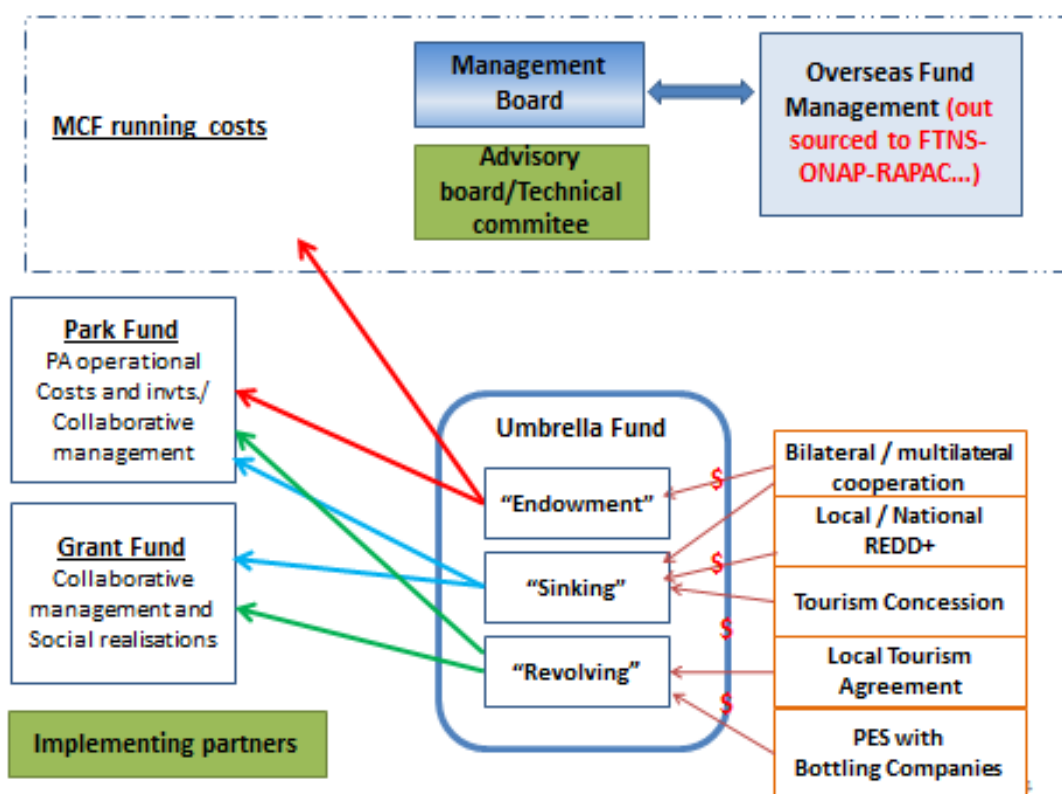 Management
Board
Overseas Fund
Management (out
sourced to FTNS-
ONAP-RAPAC...)
MCF running costs
Advisory
board/Technical
commitee
Park Fund
PA operational
Costs and invts./
Collaborative
management
Grant Fund
Collaborative
management and
Social realisations
Implementing partners
Umbrella Fund
“Endowment”
“Sinking”
“Revolving”
$
$
$
$
Bilateral / multilateral
cooperation
Local / National
REDD+
Tourism Concession
Local Tourism
Agreement
PES with
Bottling Companies